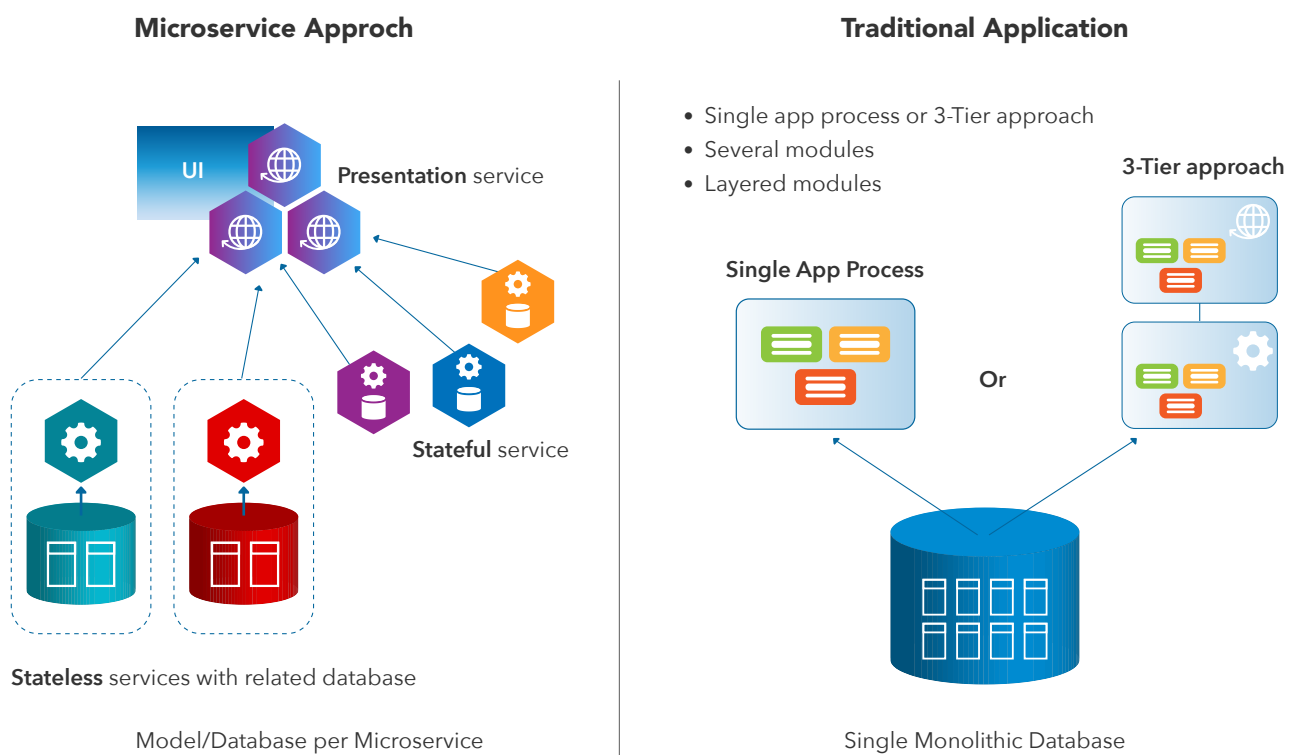 Microservice Approch
UI
Presentation service
Stateful service
Stateless services with related database
Model/Database per Microservice
Traditional Application
• Single app process or 3-Tier approach
• Several modules
• Layered modules
3-Tier approach
Single App Process
Or
Single Monolithic Database